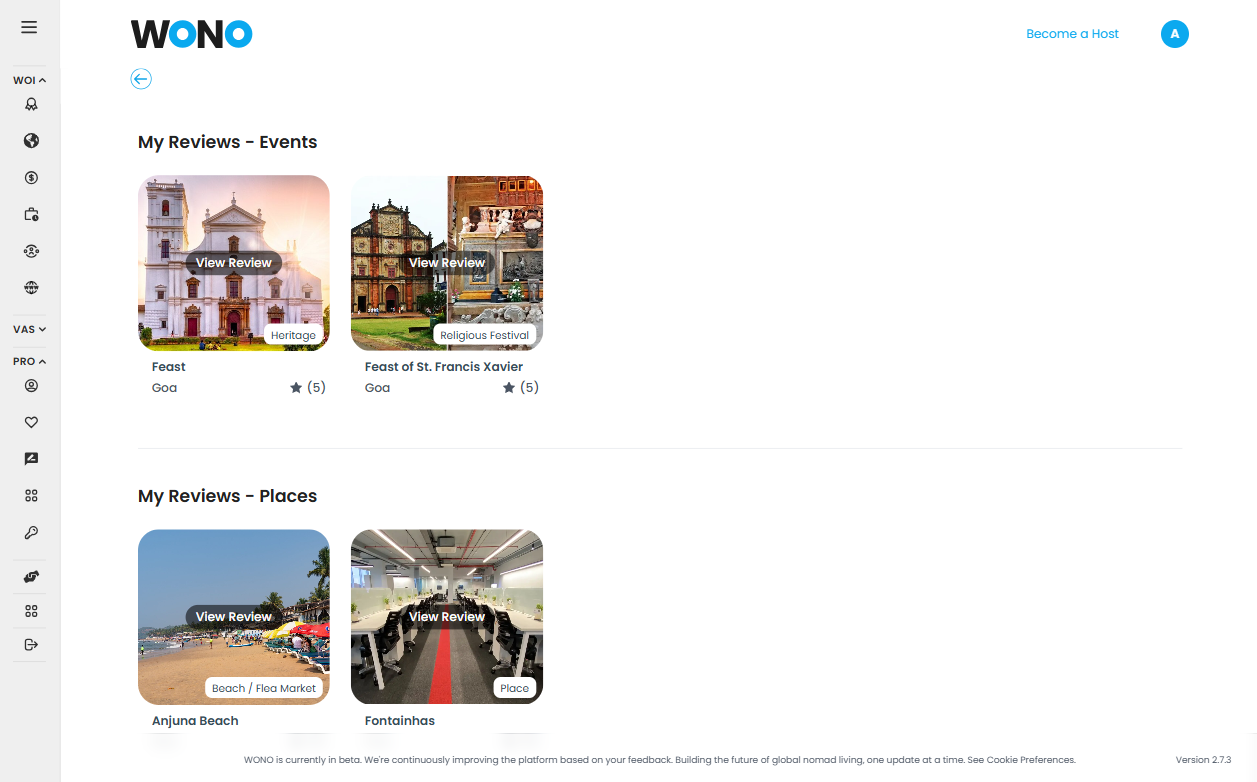 WONO
Become a Host
A
WOI
VAS
PRO
My Reviews - Events
View Review
Heritage
Feast
Goa
(5)
View Review
Religious Festival
Feast of St. Francis Xavier
Goa
(5)
My Reviews - Places
View Review
Beach / Flea Market
Anjuna Beach
View Review
Place
Fontainhas
WONO is currently in beta. We're continuously improving the platform based on your feedback. Building the future of global nomad living, one update at a time. See Cookie Preferences.
Version 2.7.3